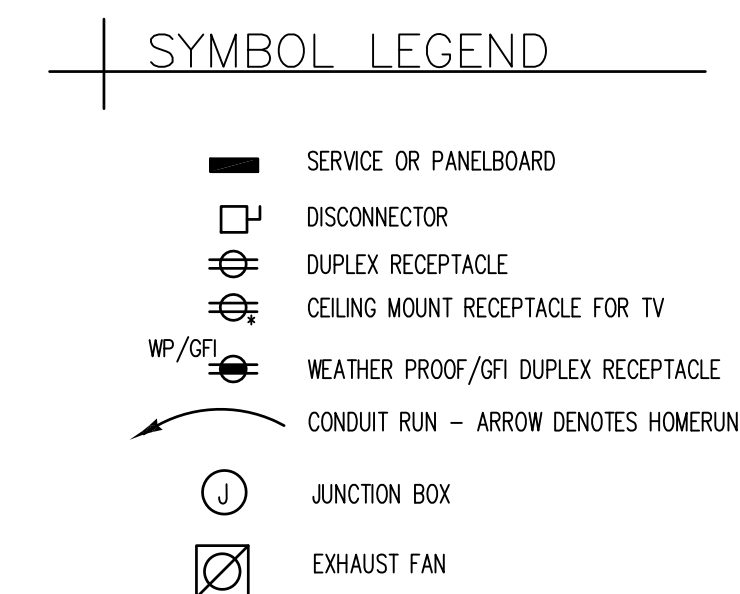 SYMBOL LEGEND
SERVICE OR PANELBOARD
DISCONNECTOR
DUPLEX RECEPTACLE
* CEILING MOUNT RECEPTACLE FOR TV
WP/GFI WEATHER PROOF/GFI DUPLEX RECEPTACLE
CONDUIT RUN – ARROW DENOTES HOMERUN
J JUNCTION BOX
EXHAUST FAN